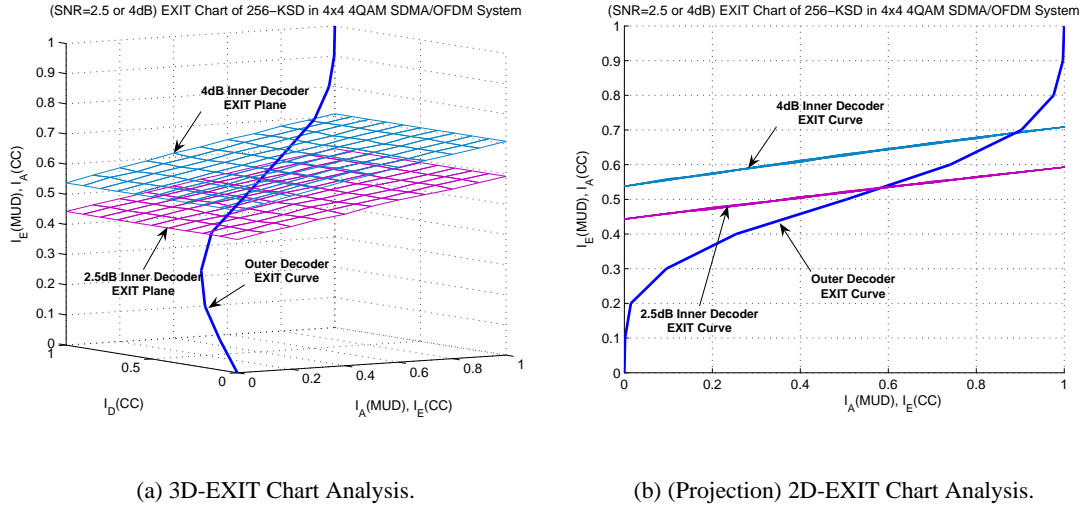 (SNR=2.5 or 4dB) EXIT Chart of 256−KSD in 4x4 4QAM SDMA/OFDM System
1
0.9
0.8
0.7
0.6
0.5
0.4
0.3
0.2
0.1
0
I_E(MUD), I_A(CC)
4dB Inner Decoder
EXIT Plane
2.5dB Inner Decoder
EXIT Plane
Outer Decoder
EXIT Curve
1
0.5
0
I_D(CC)
0
0.2
0.4
0.6
0.8
1
I_A(MUD), I_E(CC)
(a) 3D-EXIT Chart Analysis.
(SNR=2.5 or 4dB) EXIT Chart of 256−KSD in 4x4 4QAM SDMA/OFDM System
1
0.9
0.8
0.7
0.6
0.5
0.4
0.3
0.2
0.1
0
I_E(MUD), I_A(CC)
4dB Inner Decoder
EXIT Curve
Outer Decoder
EXIT Curve
2.5dB Inner Decoder
EXIT Curve
0
0.2
0.4
0.6
0.8
1
I_A(MUD), I_E(CC)
(b) (Projection) 2D-EXIT Chart Analysis.